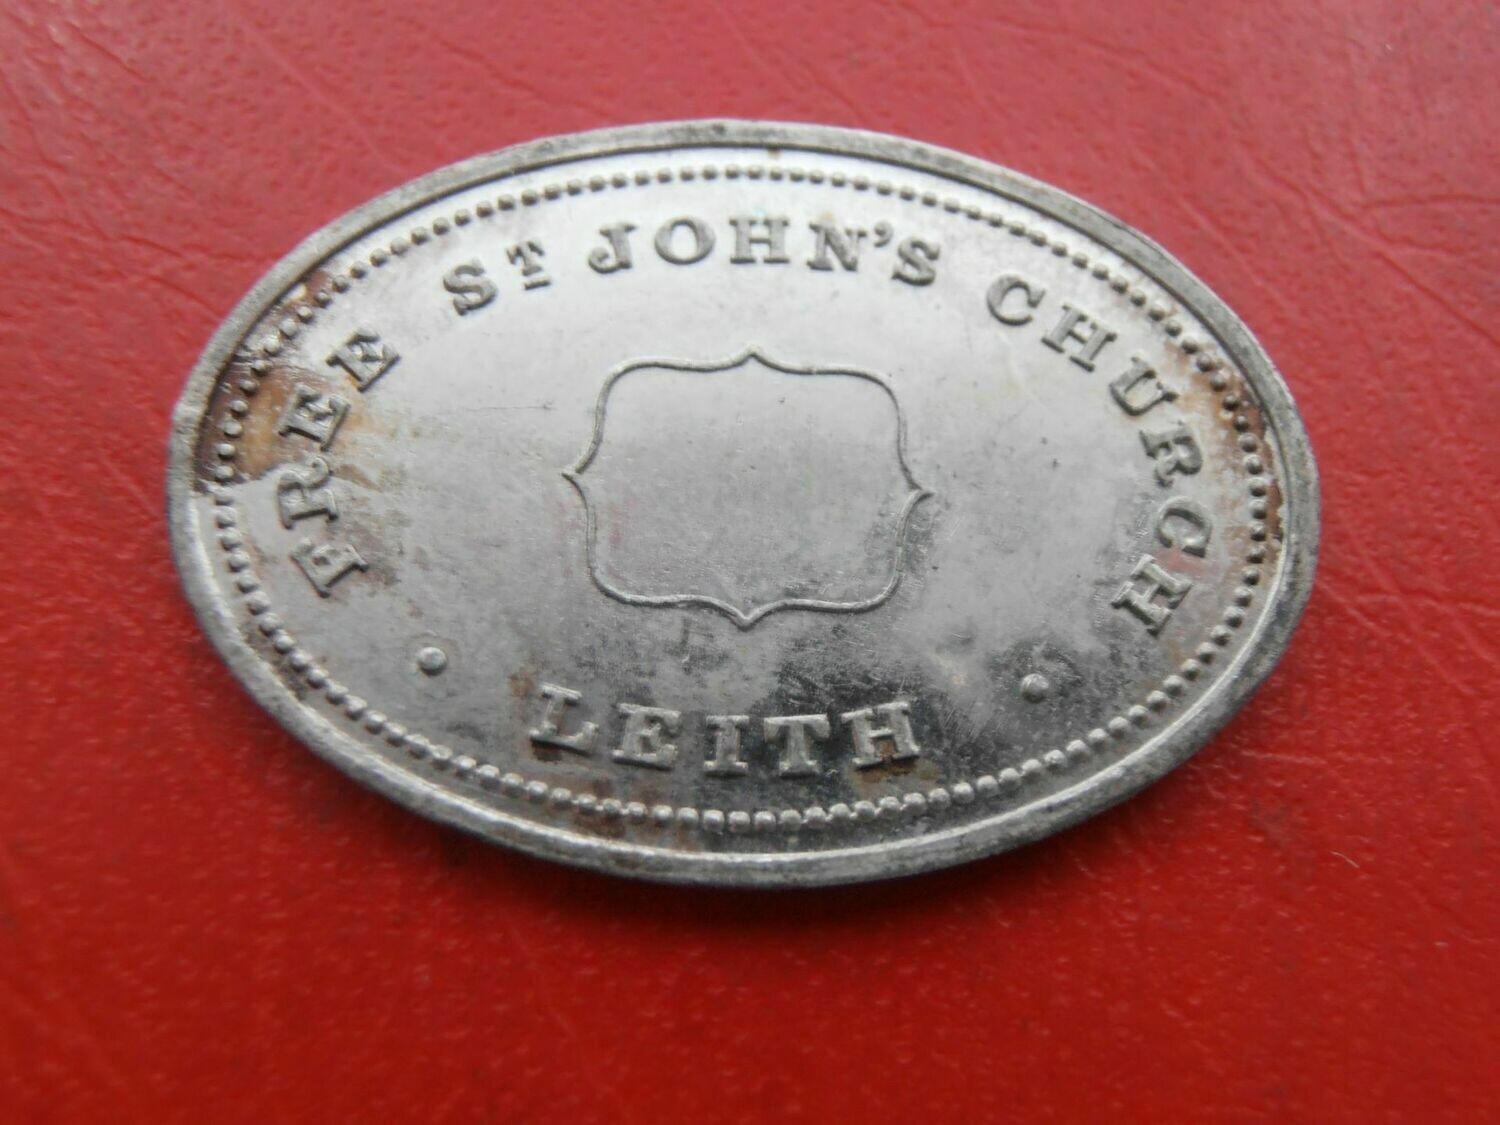 FREE ST JOHN'S CHURCH
· LEITH ·